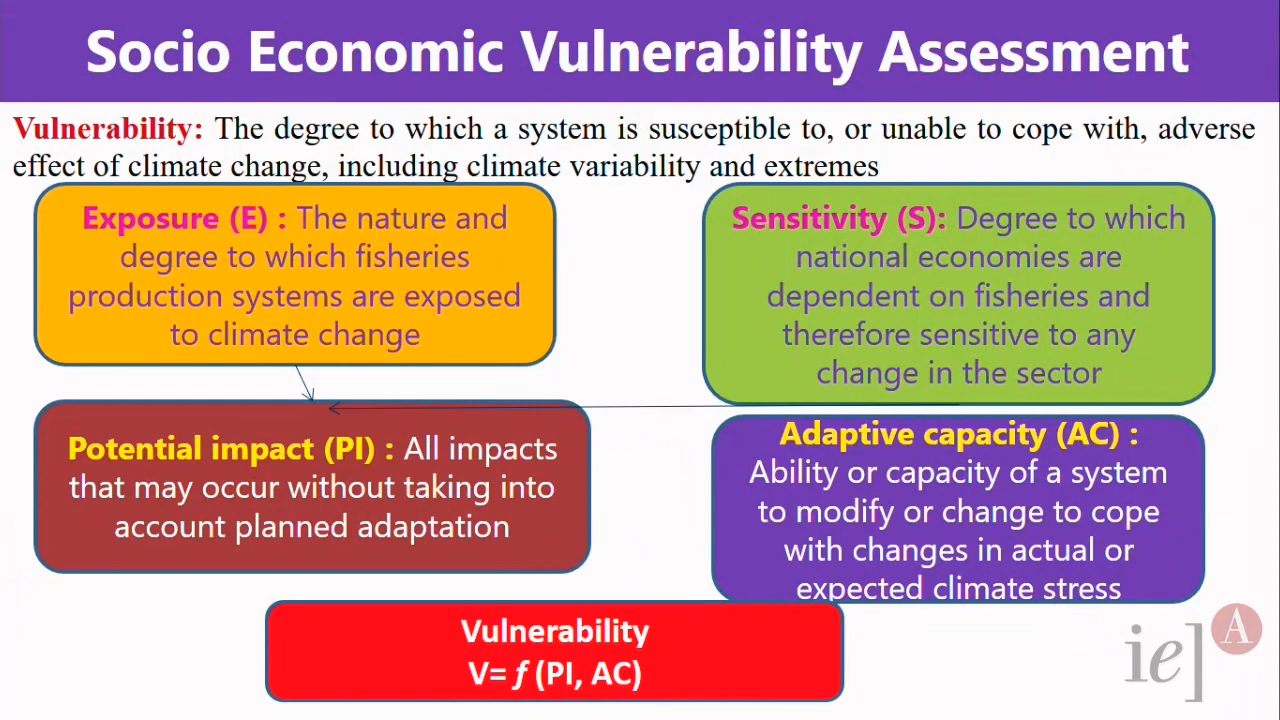 Socio Economic Vulnerability Assessment
Vulnerability: The degree to which a system is susceptible to, or unable to cope with, adverse
effect of climate change, including climate variability and extremes
Exposure (E) : The nature and
degree to which fisheries
production systems are exposed
to climate change
Sensitivity (S): Degree to which
national economies are
dependent on fisheries and
therefore sensitive to any
change in the sector
Potential impact (PI) : All impacts
that may occur without taking into
account planned adaptation
Adaptive capacity (AC) :
Ability or capacity of a system
to modify or change to cope
with changes in actual or
expected climate stress
Vulnerability
V= f (PI, AC)
ie] A